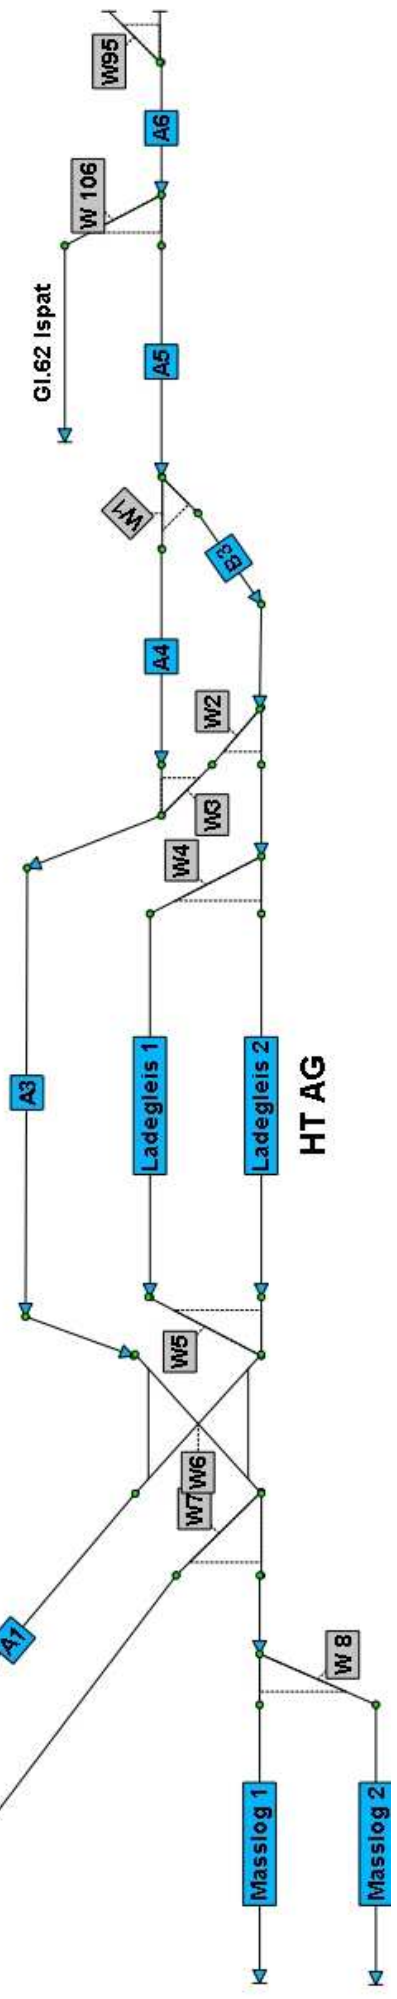 W95
A6
W 106
Gl.62 Ispat
A5
W1
B3
A4
W2
W3
W4
A3
Ladegleis 1
Ladegleis 2
HT AG
W5
W6
W7
A1
W 8
Masslog 1
Masslog 2